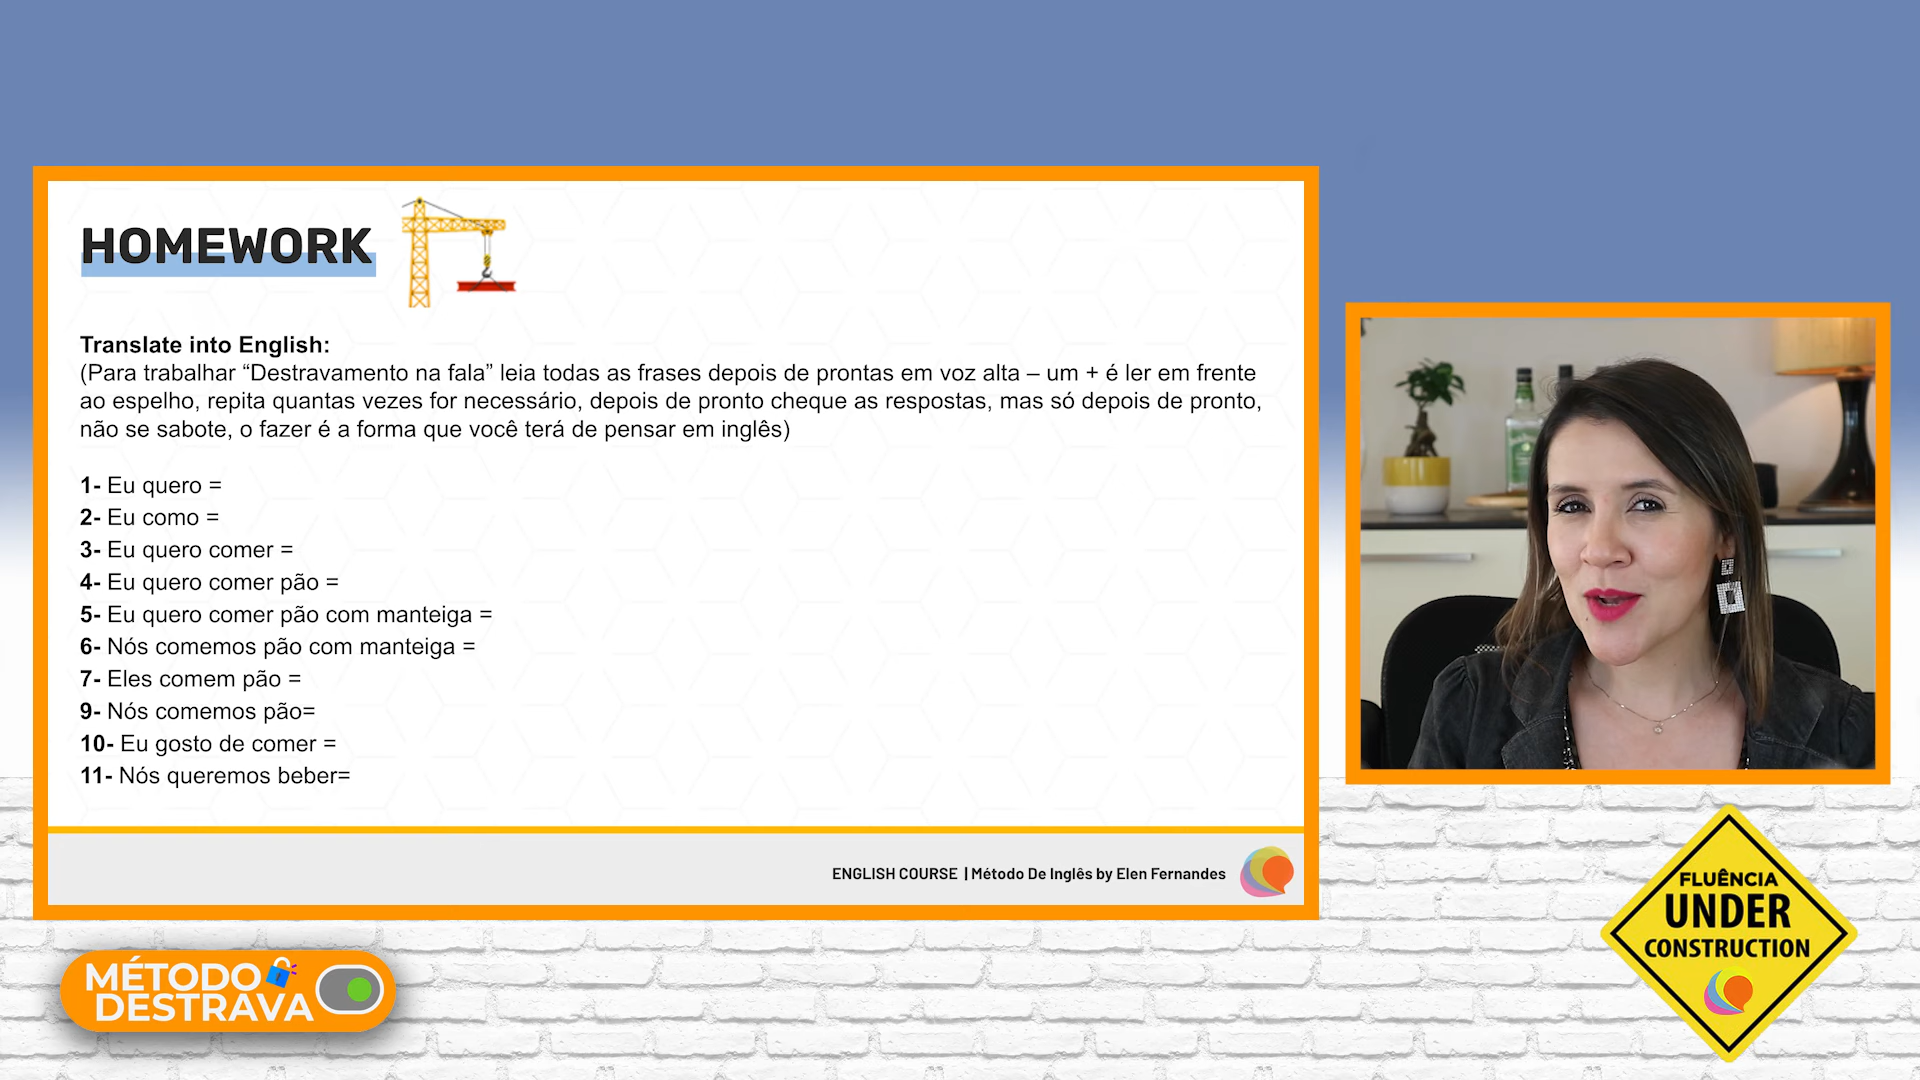 HOMEWORK
Translate into English:
(Para trabalhar “Destravamento na fala” leia todas as frases depois de prontas em voz alta – um + é ler em frente
ao espelho, repita quantas vezes for necessário, depois de pronto cheque as respostas, mas só depois de pronto,
não se sabote, o fazer é a forma que você terá de pensar em inglês)
1- Eu quero =
2- Eu como =
3- Eu quero comer =
4- Eu quero comer pão =
5- Eu quero comer pão com manteiga =
6- Nós comemos pão com manteiga =
7- Eles comem pão =
9- Nós comemos pão=
10- Eu gosto de comer =
11- Nós queremos beber=
ENGLISH COURSE | Método De Inglês by Elen Fernandes
MÉTODO
DESTRAVA
FLUÊNCIA
UNDER
CONSTRUCTION